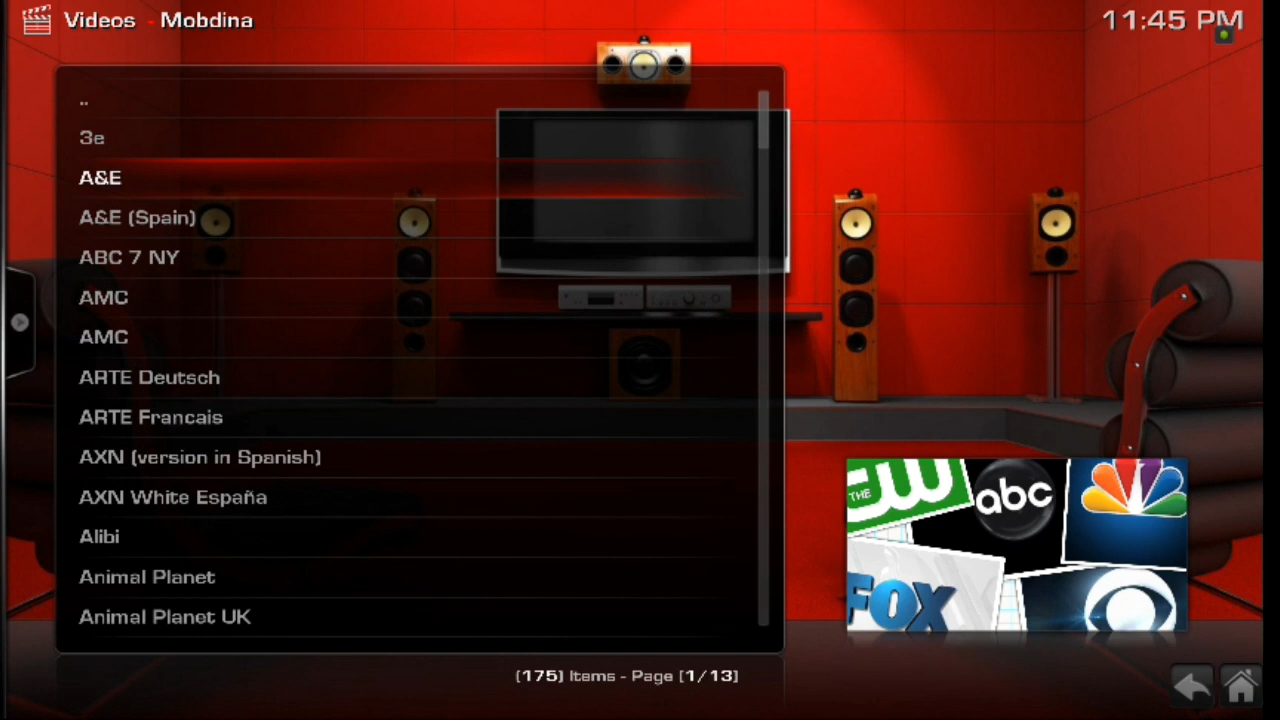 Videos - Mobdina
11:45 PM
..
3e
A&E
A&E (Spain)
ABC 7 NY
AMC
AMC
ARTE Deutsch
ARTE Francais
AXN (version in Spanish)
AXN White España
Alibi
Animal Planet
Animal Planet UK
THE CW
abc
FOX
(175) Items - Page (1/13)